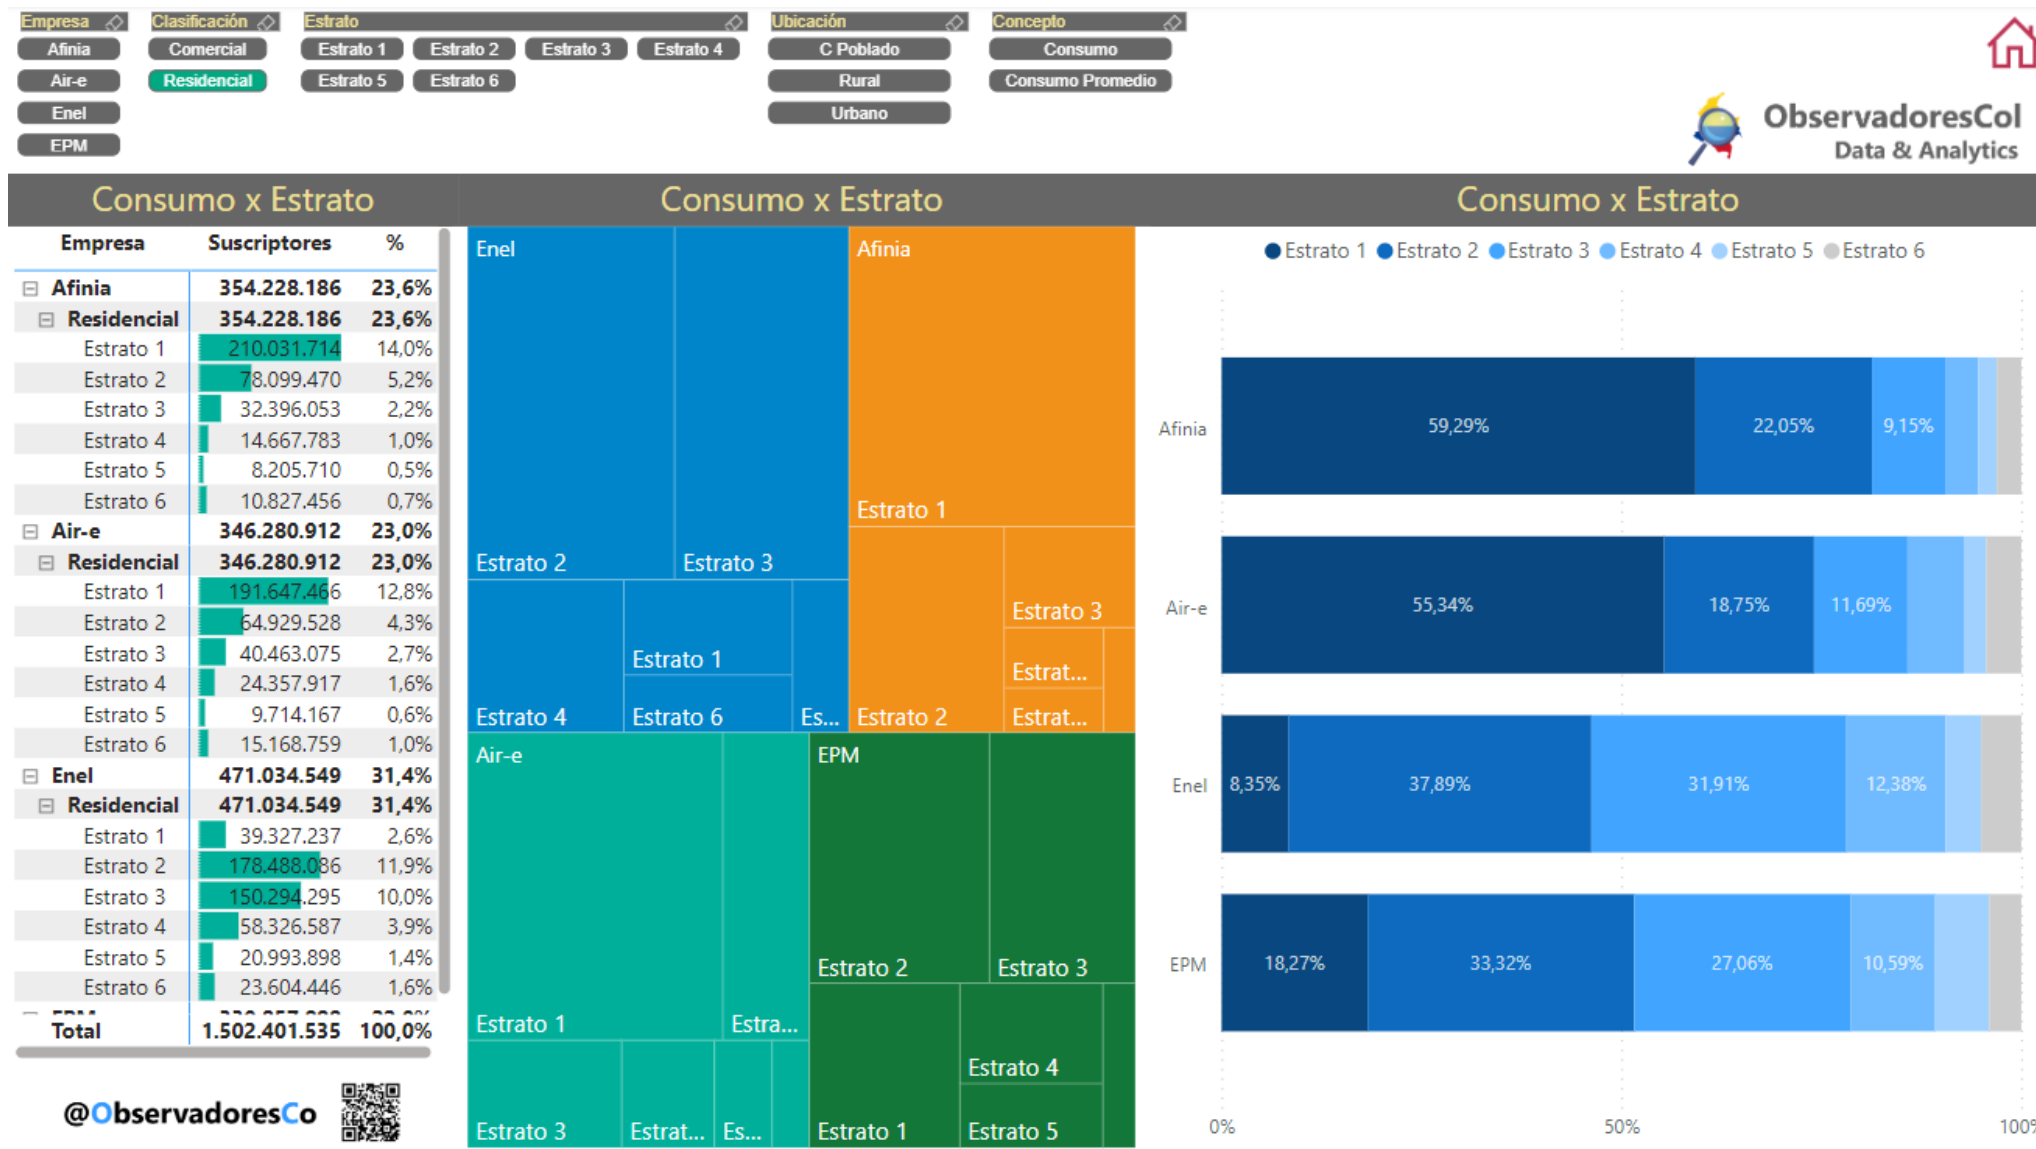 Empresa
Afinia
Air-e
Enel
EPM
Clasificación
Comercial
Residencial
Estrato
Estrato 1 Estrato 2 Estrato 3 Estrato 4
Estrato 5 Estrato 6
Ubicación
C Poblado
Rural
Urbano
Concepto
Consumo
Consumo Promedio
ObservadoresCol
Data & Analytics
Consumo x Estrato
Empresa Suscriptores %
Afinia 354.228.186 23,6%
Residencial 354.228.186 23,6%
Estrato 1 210.031.714 14,0%
Estrato 2 78.099.470 5,2%
Estrato 3 32.396.053 2,2%
Estrato 4 14.667.783 1,0%
Estrato 5 8.205.710 0,5%
Estrato 6 10.827.456 0,7%
Air-e 346.280.912 23,0%
Residencial 346.280.912 23,0%
Estrato 1 191.647.466 12,8%
Estrato 2 64.929.528 4,3%
Estrato 3 40.463.075 2,7%
Estrato 4 24.357.917 1,6%
Estrato 5 9.714.167 0,6%
Estrato 6 15.168.759 1,0%
Enel 471.034.549 31,4%
Residencial 471.034.549 31,4%
Estrato 1 39.327.237 2,6%
Estrato 2 178.488.086 11,9%
Estrato 3 150.294.295 10,0%
Estrato 4 58.326.587 3,9%
Estrato 5 20.993.898 1,4%
Estrato 6 23.604.446 1,6%
Total 1.502.401.535 100,0%
@ObservadoresCo
Consumo x Estrato
Enel
Estrato 2 Estrato 3
Estrato 4
Estrato 1
Estrato 6
Es...
Afinia
Estrato 1
Estrato 2
Estrato 3
Estrat...
Estrat...
Air-e
Estrato 1 Estra...
Estrato 3 Estrat... Es...
EPM
Estrato 2 Estrato 3
Estrato 1
Estrato 4
Estrato 5
Consumo x Estrato
Estrato 1 Estrato 2 Estrato 3 Estrato 4 Estrato 5 Estrato 6
Afinia 59,29% 22,05% 9,15%
Air-e 55,34% 18,75% 11,69%
Enel 8,35% 37,89% 31,91% 12,38%
EPM 18,27% 33,32% 27,06% 10,59%
0% 50% 100%